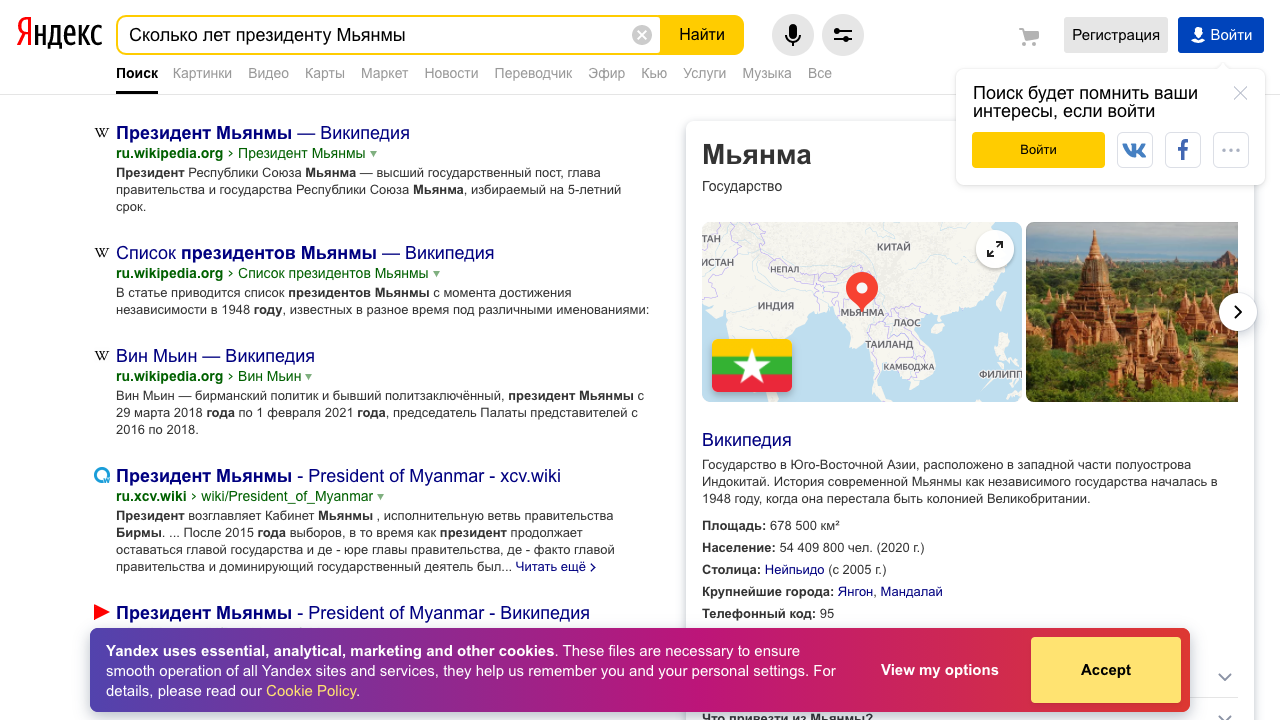 Яндекс
Сколько лет президенту Мьянмы
Найти
Регистрация
Войти
Поиск
Картинки
Видео
Карты
Маркет
Новости
Переводчик
Эфир
Кью
Услуги
Музыка
Все
Поиск будет помнить ваши
интересы, если войти
Войти
Президент Мьянмы — Википедия
ru.wikipedia.org › Президент Мьянмы
Президент Республики Союза Мьянма — высший государственный пост, глава
правительства и государства Республики Союза Мьянма, избираемый на 5-летний
срок.
Список президентов Мьянмы — Википедия
ru.wikipedia.org › Список президентов Мьянмы
В статье приводится список президентов Мьянмы с момента достижения
независимости в 1948 году, известных в разное время под различными именованиями:
Вин Мьин — Википедия
ru.wikipedia.org › Вин Мьин
Вин Мьин — бирманский политик и бывший политзаключённый, президент Мьянмы с
29 марта 2018 года по 1 февраля 2021 года, председатель Палаты представителей с
2016 по 2018.
Президент Мьянмы - President of Myanmar - xcv.wiki
ru.xcv.wiki › wiki/President_of_Myanmar
Президент возглавляет Кабинет Мьянмы , исполнительную ветвь правительства
Бирмы. ... После 2015 года выборов, в то время как президент продолжает
оставаться главой государства и де - юре главы правительства, де - факто главой
правительства и доминирующий государственный деятель был... Читать ещё ›
Президент Мьянмы - President of Myanmar - Википедия
Мьянма
Государство
ТАН
ИСТАН
КИТАЙ
НЕПАЛ
ИНДИЯ
МЬЯНМА
ЛАОС
ТАИЛАНД
КАМБОДЖА
ФИЛИПП
Википедия
Государство в Юго-Восточной Азии, расположено в западной части полуострова
Индокитай. История современной Мьянмы как независимого государства началась в
1948 году, когда она перестала быть колонией Великобритании.
Площадь: 678 500 км²
Население: 54 409 800 чел. (2020 г.)
Столица: Нейпьидо (с 2005 г.)
Крупнейшие города: Янгон, Мандалай
Телефонный код: 95
Что привезти из Мьянмы?
Yandex uses essential, analytical, marketing and other cookies. These files are necessary to ensure
smooth operation of all Yandex sites and services, they help us remember you and your personal settings. For
details, please read our Cookie Policy.
View my options
Accept